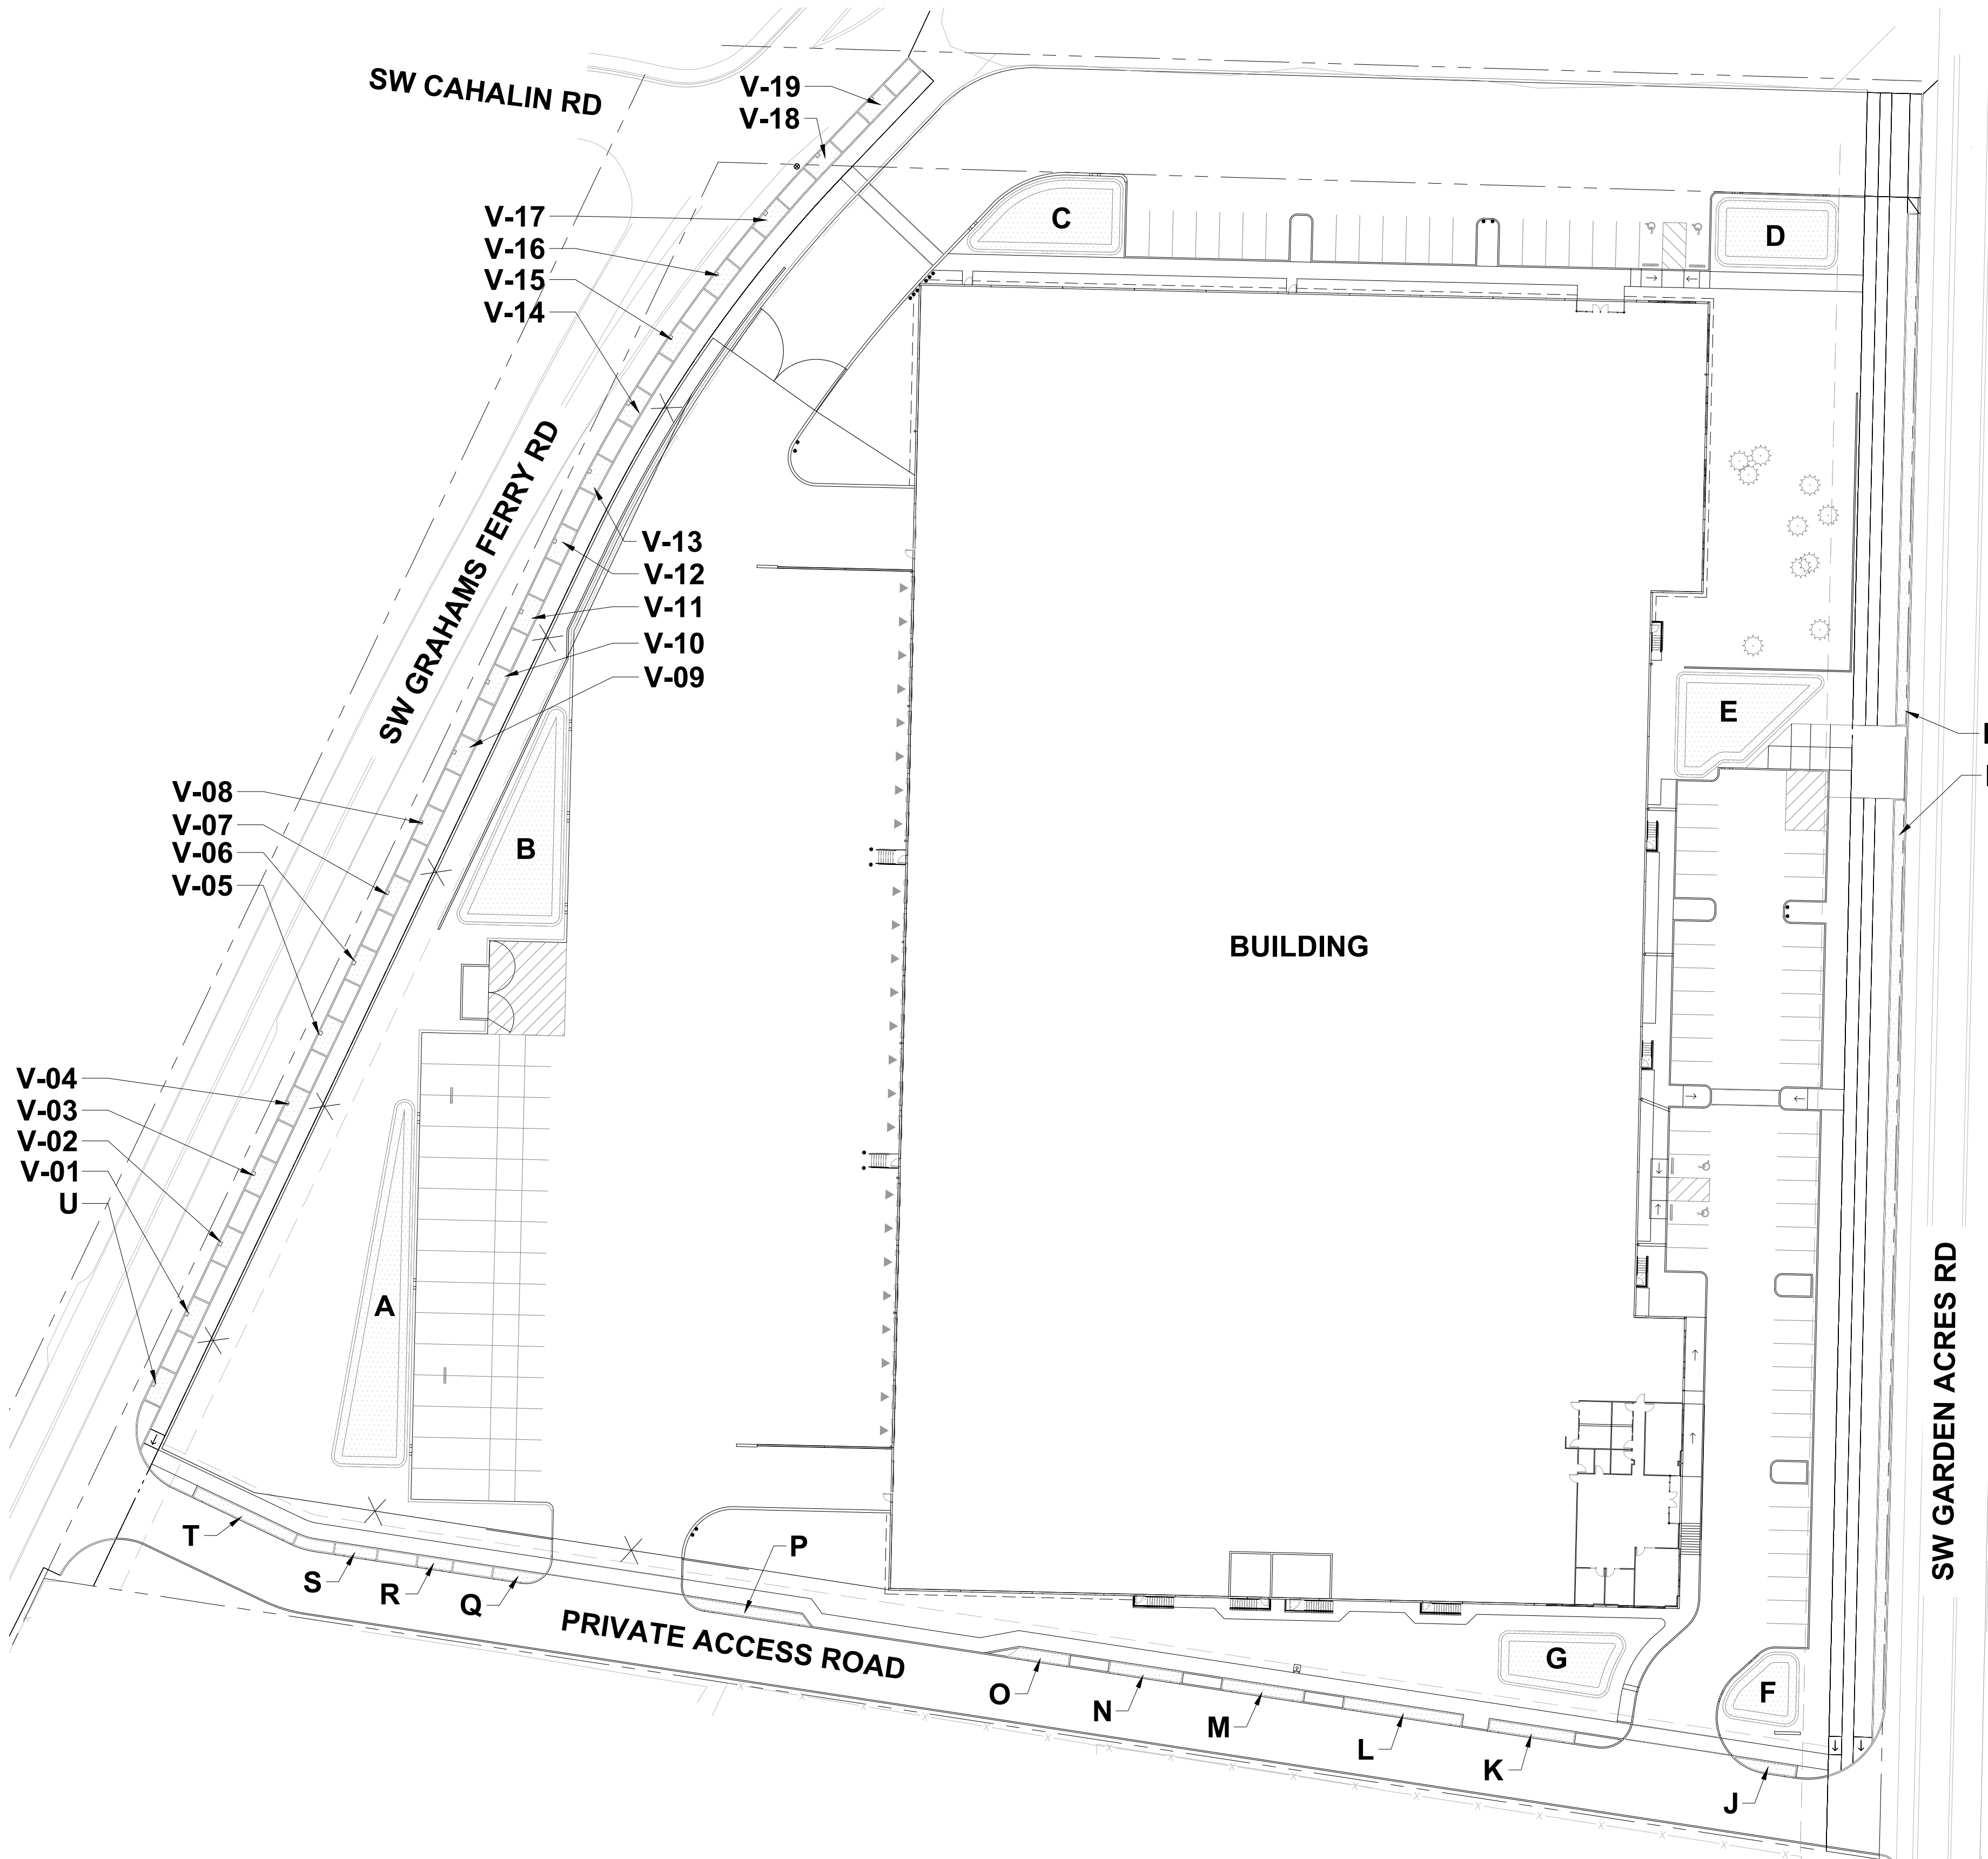 SW CAHALIN RD
V-19
V-18
V-17
V-16
V-15
V-14
C
D
SW GRAHAMS FERRY RD
V-13
V-12
V-11
V-10
V-09
E
V-08
V-07
V-06
V-05
B
BUILDING
V-04
V-03
V-02
V-01
U
A
SW GARDEN ACRES RD
T
S
R
Q
P
PRIVATE ACCESS ROAD
O
N
M
L
K
G
F
J